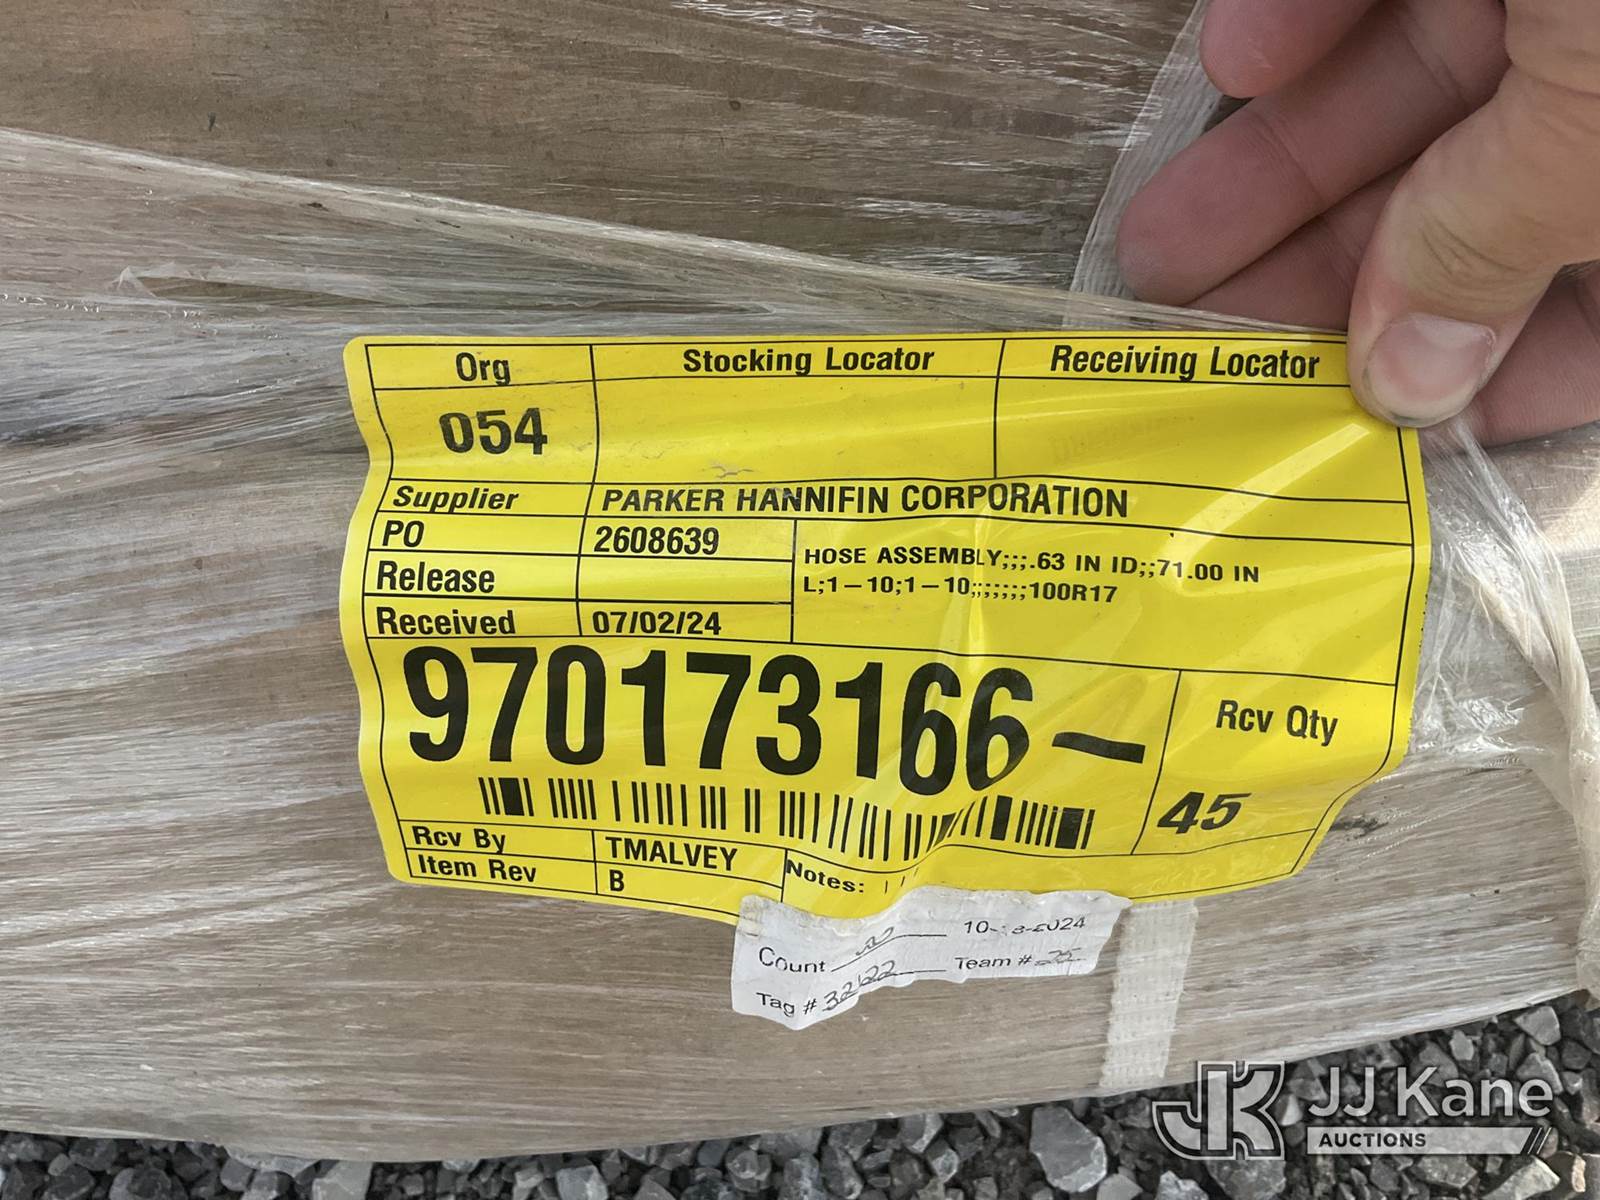 Org Stocking Locator Receiving Locator
054
Supplier PARKER HANNIFIN CORPORATION
PO 2608639
HOSE ASSEMBLY;;;.63 IN ID;;71.00 IN
L;1-10;1-10;;;;;;;100R17
Release
Received 07/02/24
970173166-
Rcv Qty
45
Rcv By TMALVEY
Item Rev B
Notes:
Count
Team # 25
Tag #
JK JJ Kane
AUCTIONS